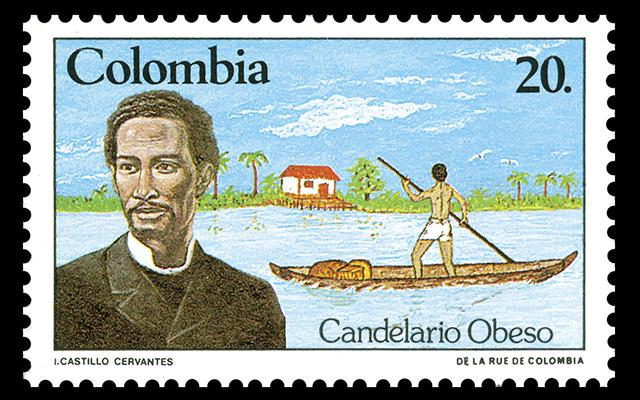 Colombia 20.
Candelario Obeso
I.CASTILLO CERVANTES DE LA RUE DE COLOMBIA